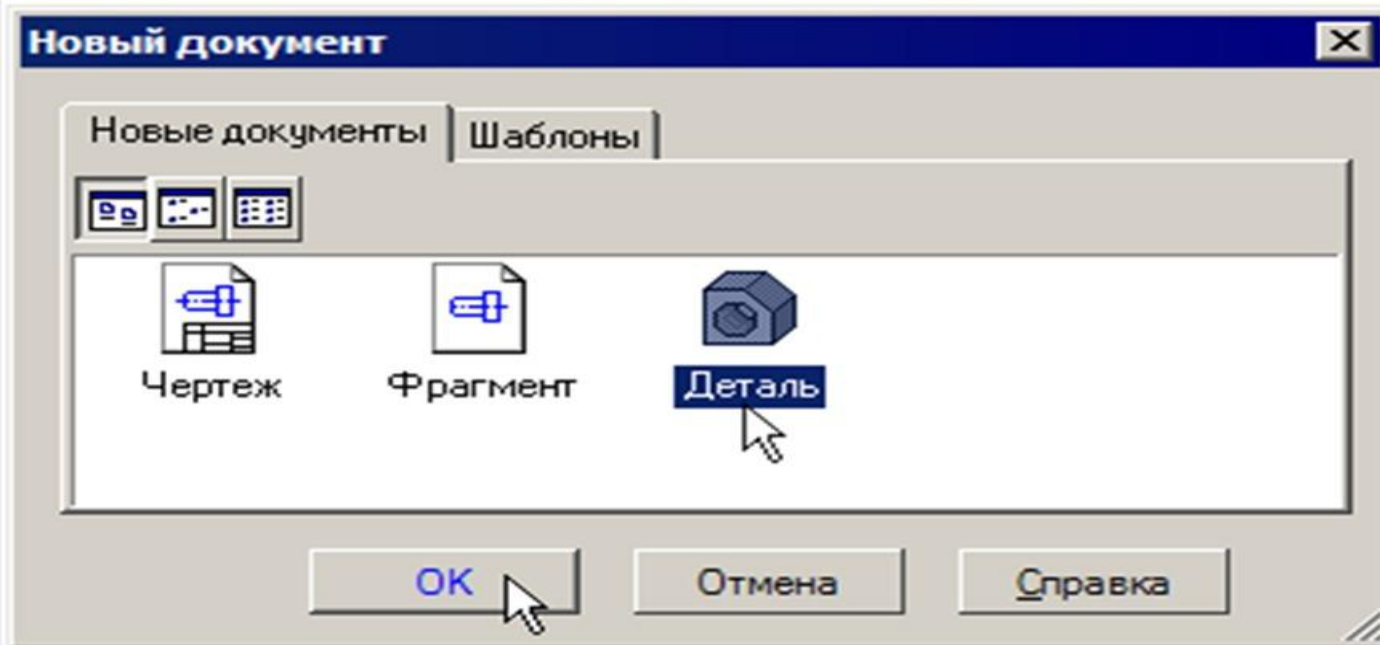 Новый документ
Новые документы Шаблоны
Чертеж Фрагмент Деталь
OK Отмена Справка